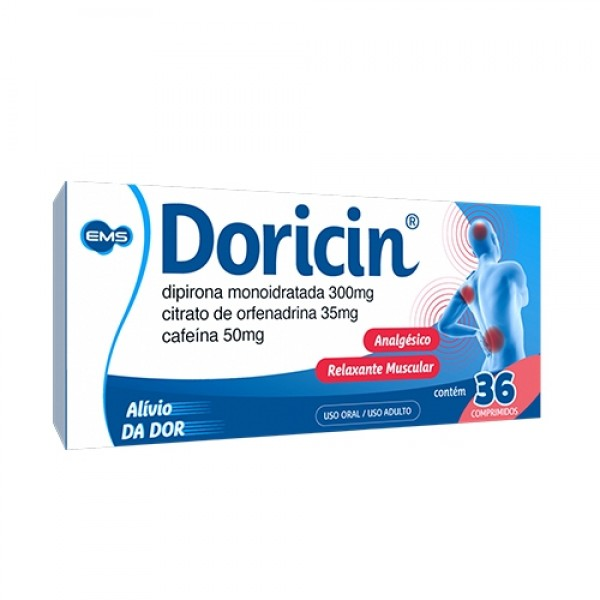 EMS
Doricin®
dipirona monoidratada 300mg
citrato de orfenadrina 35mg
cafeína 50mg
Analgésico
Relaxante Muscular
Alívio
DA DOR
USO ORAL / USO ADULTO
contém 36
COMPRIMIDOS